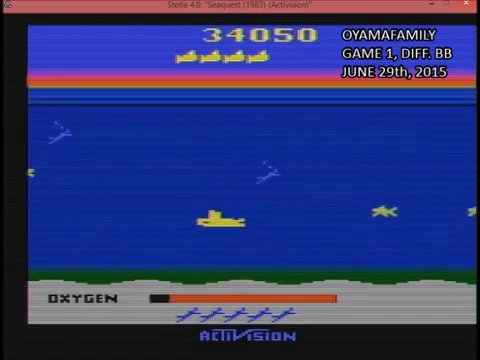 Stella 4.0: "Seaquest (1983) (Activision)"
34050
OYAMAFAMILY
GAME 1, DIFF. BB
JUNE 29th, 2015
OXYGEN
ACTIVISION